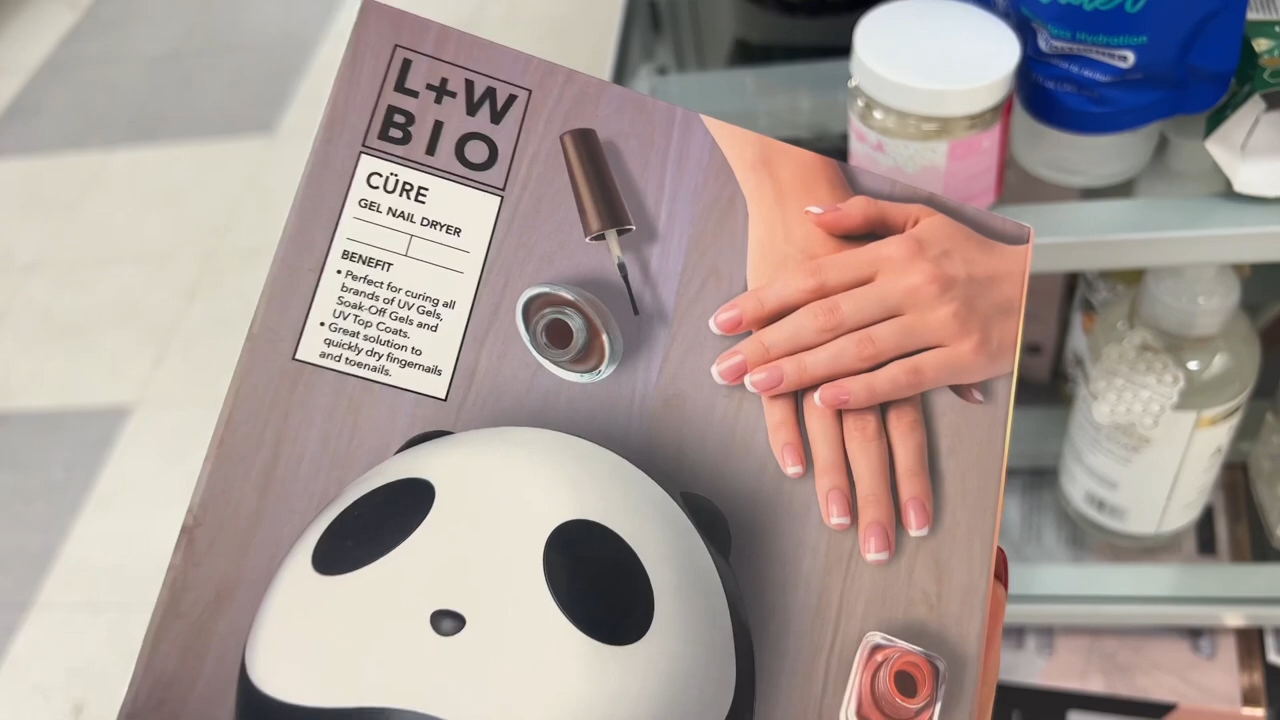 L+W
BIO
CÜRE
GEL NAIL DRYER
BENEFIT
• Perfect for curing all
brands of UV Gels,
Soak-Off Gels and
UV Top Coats.
• Great solution to
quickly dry fingernails
and toenails.
Hydration